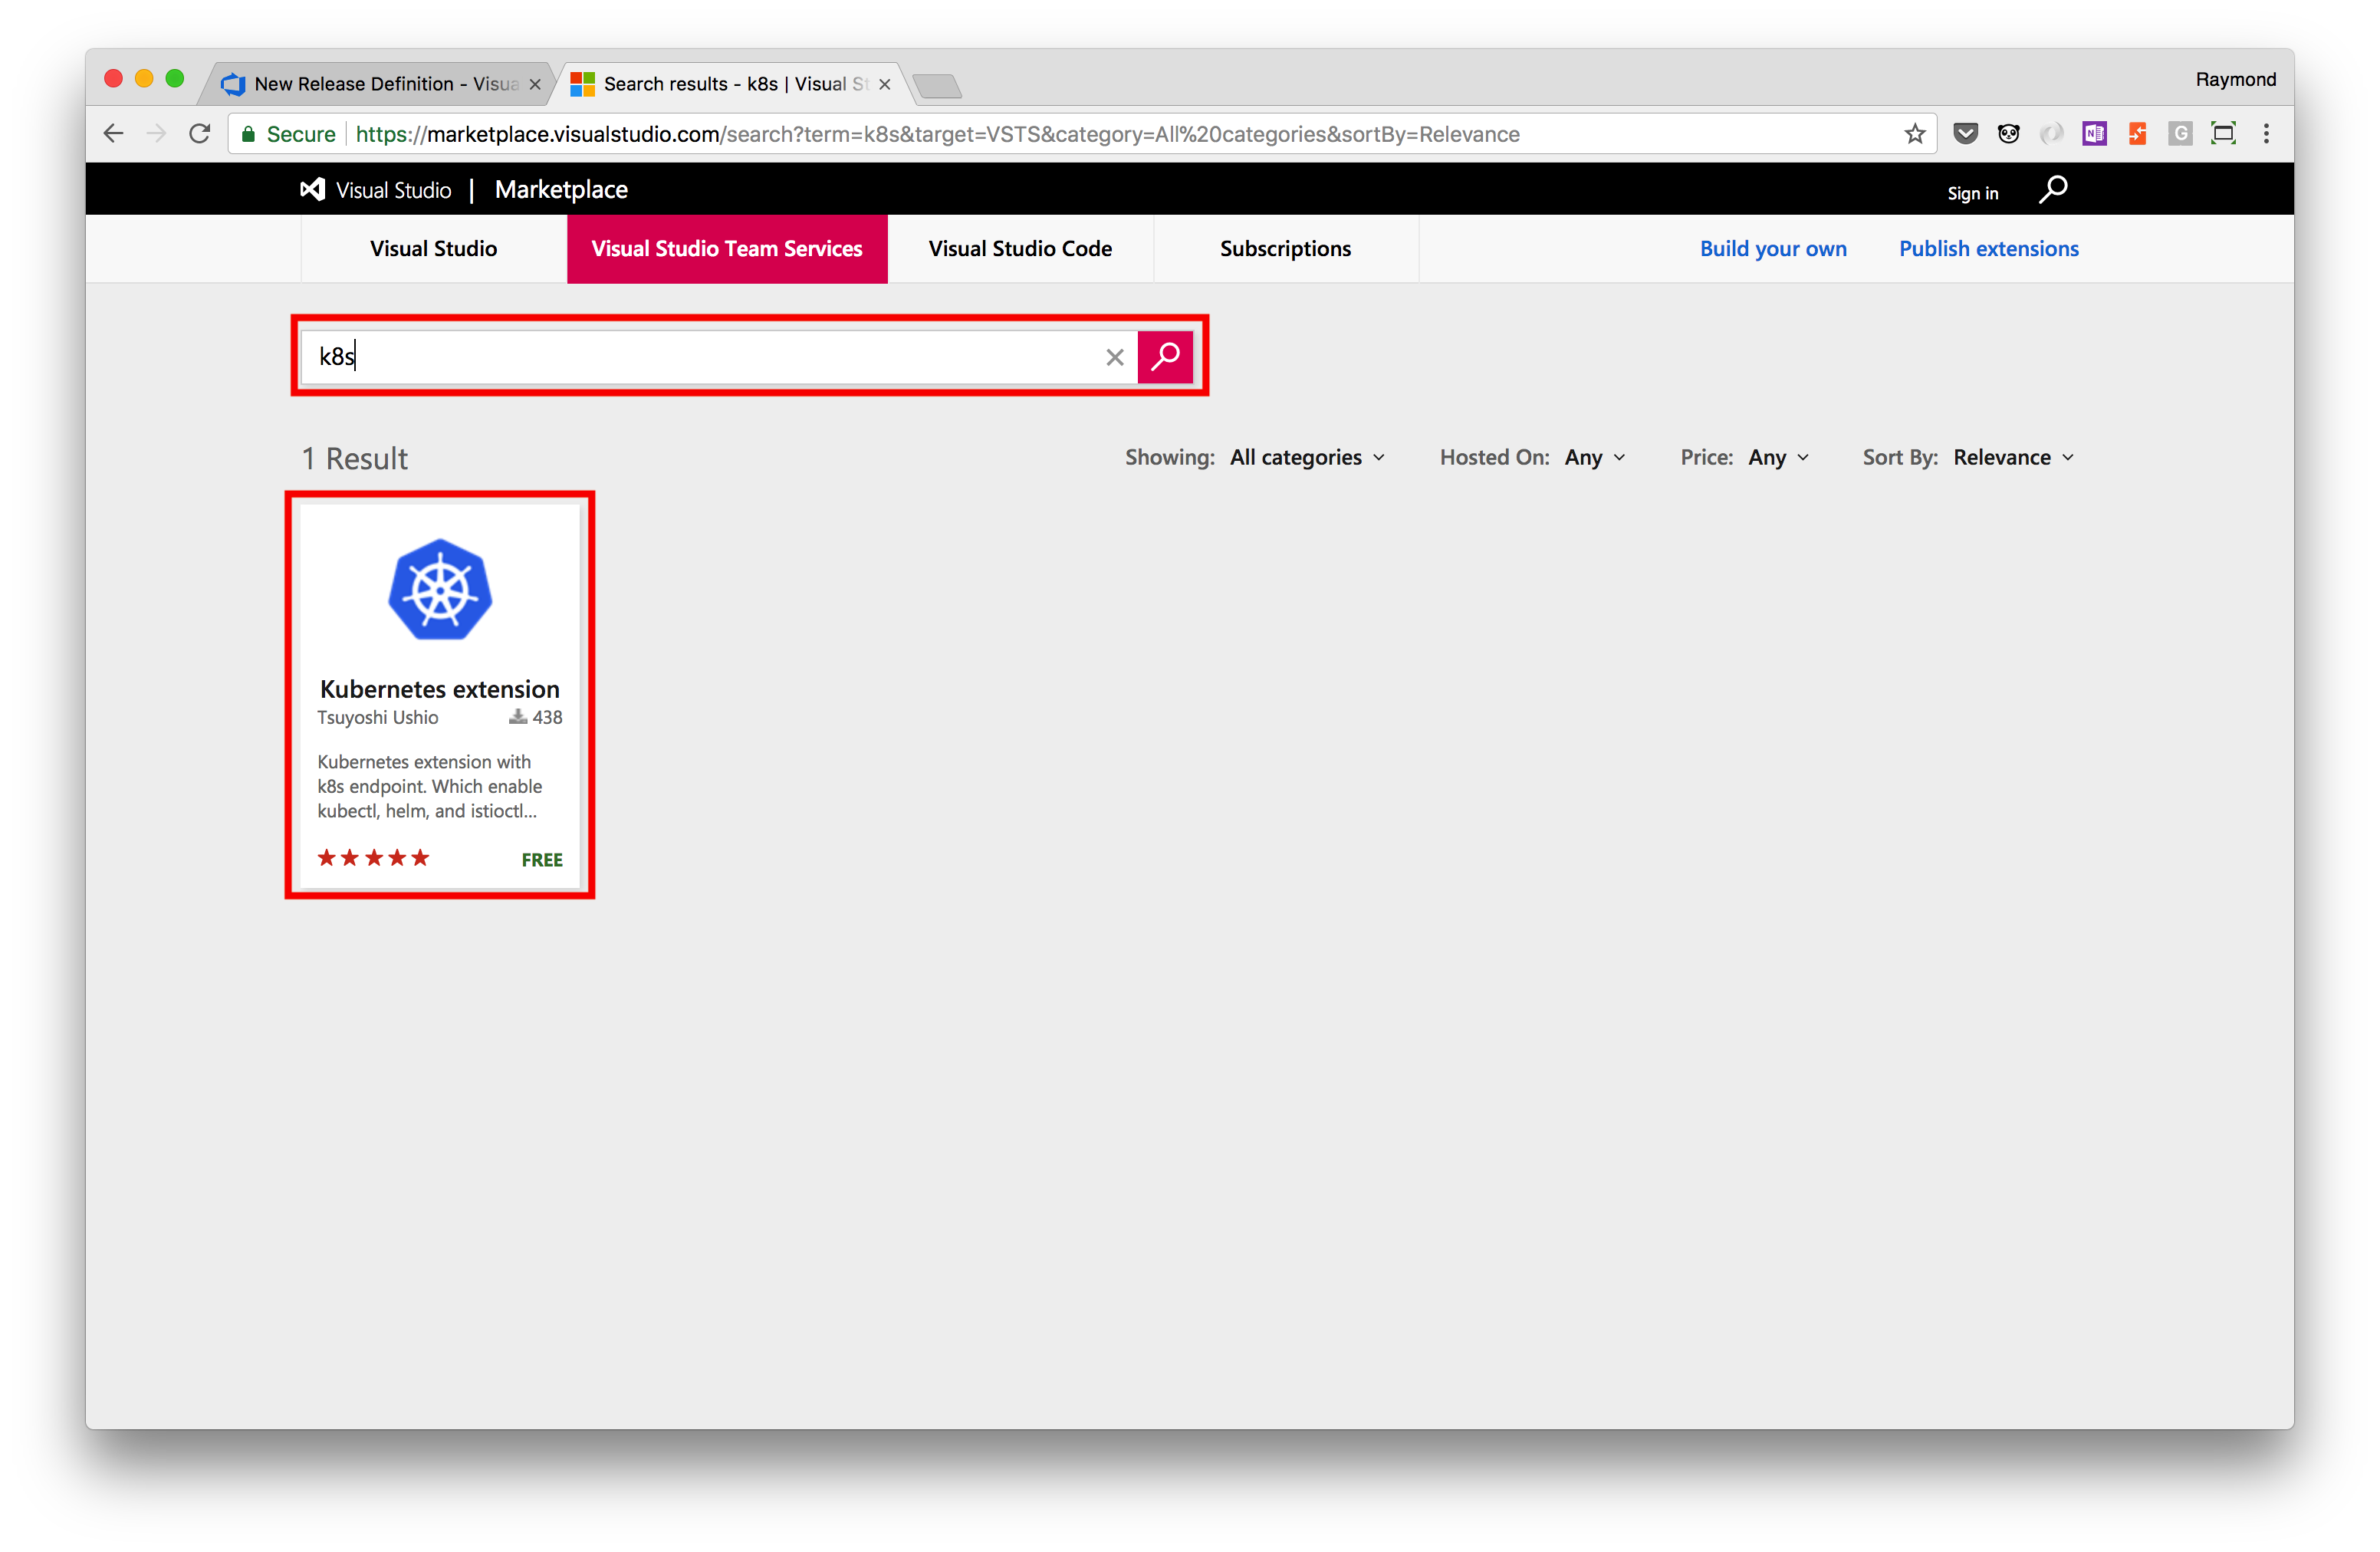 New Release Definition - Visua
Search results - k8s | Visual St
Raymond
Secure
https://marketplace.visualstudio.com/search?term=k8s&target=VSTS&category=All%20categories&sortBy=Relevance
Visual Studio | Marketplace
Sign in
Visual Studio
Visual Studio Team Services
Visual Studio Code
Subscriptions
Build your own
Publish extensions
k8s
1 Result
Showing: All categories
Hosted On: Any
Price: Any
Sort By: Relevance
Kubernetes extension
Tsuyoshi Ushio
438
Kubernetes extension with
k8s endpoint. Which enable
kubectl, helm, and istioctl...
FREE